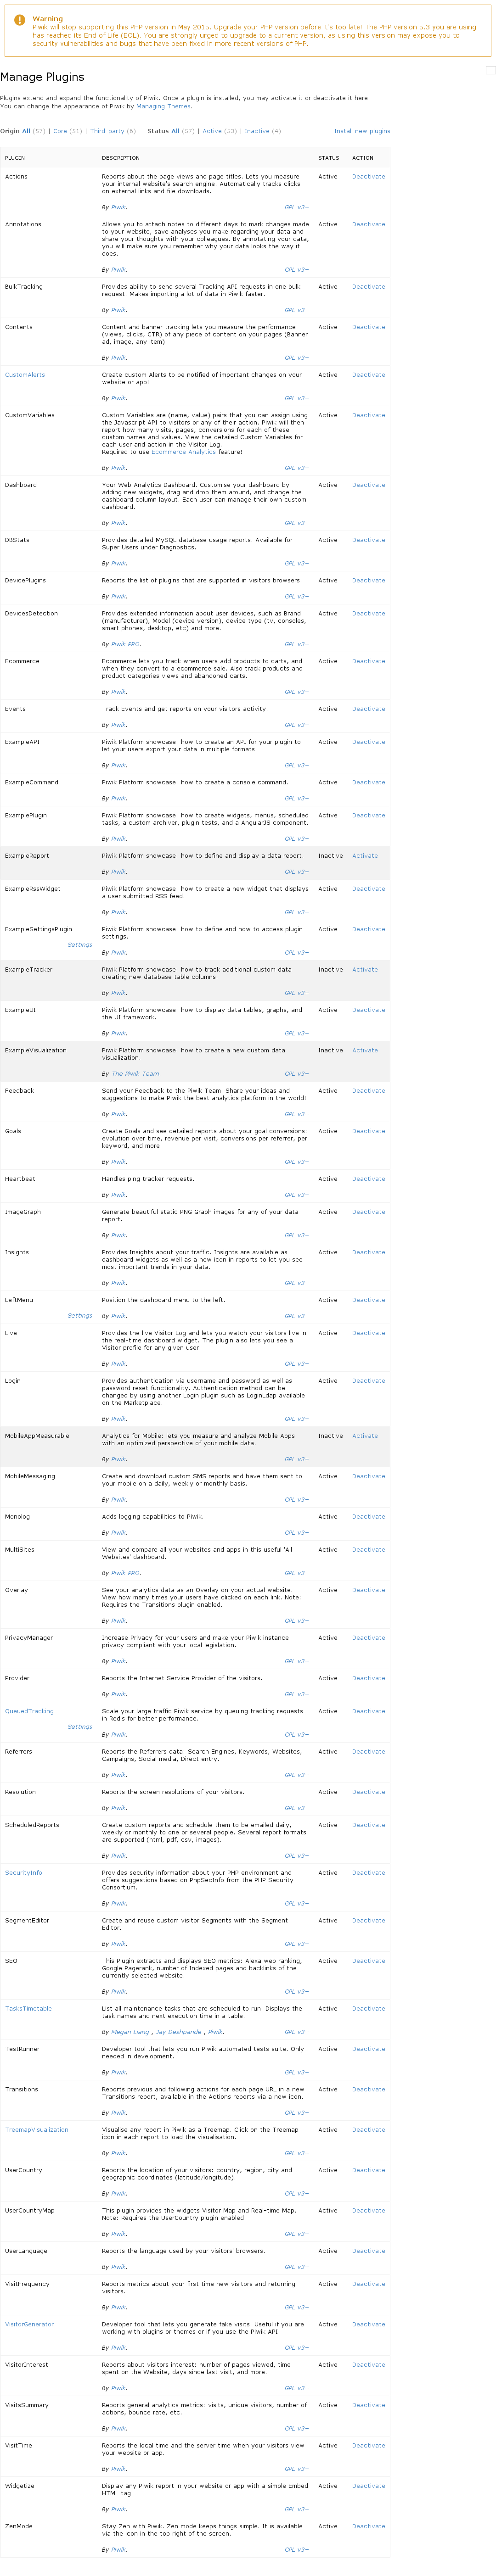 Warning
Piwik will stop supporting this PHP version in May 2015. Upgrade your PHP version before it's too late! The PHP version 5.3 you are using
has reached its End of Life (EOL). You are strongly urged to upgrade to a current version, as using this version may expose you to
security vulnerabilities and bugs that have been fixed in more recent versions of PHP.
Manage Plugins
Plugins extend and expand the functionality of Piwik. Once a plugin is installed, you may activate it or deactivate it here.
You can change the appearance of Piwik by Managing Themes.
Origin All (57) | Core (51) | Third-party (6) Status All (57) | Active (53) | Inactive (4) Install new plugins
PLUGIN DESCRIPTION STATUS ACTION
Actions Reports about the page views and page titles. Lets you measure Active Deactivate
your internal website's search engine. Automatically tracks clicks
on external links and file downloads.
By Piwik. GPL v3+
Annotations Allows you to attach notes to different days to mark changes made Active Deactivate
to your website, save analyses you make regarding your data and
share your thoughts with your colleagues. By annotating your data,
you will make sure you remember why your data looks the way it
does.
By Piwik. GPL v3+
BulkTracking Provides ability to send several Tracking API requests in one bulk Active Deactivate
request. Makes importing a lot of data in Piwik faster.
By Piwik. GPL v3+
Contents Content and banner tracking lets you measure the performance Active Deactivate
(views, clicks, CTR) of any piece of content on your pages (Banner
ad, image, any item).
By Piwik. GPL v3+
CustomAlerts Create custom Alerts to be notified of important changes on your Active Deactivate
website or app!
By Piwik. GPL v3+
CustomVariables Custom Variables are (name, value) pairs that you can assign using Active Deactivate
the Javascript API to visitors or any of their action. Piwik will then
report how many visits, pages, conversions for each of these
custom names and values. View the detailed Custom Variables for
each user and action in the Visitor Log.
Required to use Ecommerce Analytics feature!
By Piwik. GPL v3+
Dashboard Your Web Analytics Dashboard. Customise your dashboard by Active Deactivate
adding new widgets, drag and drop them around, and change the
dashboard column layout. Each user can manage their own custom
dashboard.
By Piwik. GPL v3+
DBStats Provides detailed MySQL database usage reports. Available for Active Deactivate
Super Users under Diagnostics.
By Piwik. GPL v3+
DevicePlugins Reports the list of plugins that are supported in visitors browsers. Active Deactivate
By Piwik. GPL v3+
DevicesDetection Provides extended information about user devices, such as Brand Active Deactivate
(manufacturer), Model (device version), device type (tv, consoles,
smart phones, desktop, etc) and more.
By Piwik PRO. GPL v3+
Ecommerce Ecommerce lets you track when users add products to carts, and Active Deactivate
when they convert to a ecommerce sale. Also track products and
product categories views and abandoned carts.
By Piwik. GPL v3+
Events Track Events and get reports on your visitors activity. Active Deactivate
By Piwik. GPL v3+
ExampleAPI Piwik Platform showcase: how to create an API for your plugin to Active Deactivate
let your users export your data in multiple formats.
By Piwik. GPL v3+
ExampleCommand Piwik Platform showcase: how to create a console command. Active Deactivate
By Piwik. GPL v3+
ExamplePlugin Piwik Platform showcase: how to create widgets, menus, scheduled Active Deactivate
tasks, a custom archiver, plugin tests, and a AngularJS component.
By Piwik. GPL v3+
ExampleReport Piwik Platform showcase: how to define and display a data report. Inactive Activate
By Piwik. GPL v3+
ExampleRssWidget Piwik Platform showcase: how to create a new widget that displays Active Deactivate
a user submitted RSS feed.
By Piwik. GPL v3+
ExampleSettingsPlugin Piwik Platform showcase: how to define and how to access plugin Active Deactivate
settings.
Settings
By Piwik. GPL v3+
ExampleTracker Piwik Platform showcase: how to track additional custom data Inactive Activate
creating new database table columns.
By Piwik. GPL v3+
ExampleUI Piwik Platform showcase: how to display data tables, graphs, and Active Deactivate
the UI framework.
By Piwik. GPL v3+
ExampleVisualization Piwik Platform showcase: how to create a new custom data Inactive Activate
visualization.
By The Piwik Team. GPL v3+
Feedback Send your Feedback to the Piwik Team. Share your ideas and Active Deactivate
suggestions to make Piwik the best analytics platform in the world!
By Piwik. GPL v3+
Goals Create Goals and see detailed reports about your goal conversions: Active Deactivate
evolution over time, revenue per visit, conversions per referrer, per
keyword, and more.
By Piwik. GPL v3+
Heartbeat Handles ping tracker requests. Active Deactivate
By Piwik. GPL v3+
ImageGraph Generate beautiful static PNG Graph images for any of your data Active Deactivate
report.
By Piwik. GPL v3+
Insights Provides Insights about your traffic. Insights are available as Active Deactivate
dashboard widgets as well as a new icon in reports to let you see
most important trends in your data.
By Piwik. GPL v3+
LeftMenu Position the dashboard menu to the left. Active Deactivate
Settings By Piwik. GPL v3+
Live Provides the live Visitor Log and lets you watch your visitors live in Active Deactivate
the real-time dashboard widget. The plugin also lets you see a
Visitor profile for any given user.
By Piwik. GPL v3+
Login Provides authentication via username and password as well as Active Deactivate
password reset functionality. Authentication method can be
changed by using another Login plugin such as LoginLdap available
on the Marketplace.
By Piwik. GPL v3+
MobileAppMeasurable Analytics for Mobile: lets you measure and analyze Mobile Apps Inactive Activate
with an optimized perspective of your mobile data.
By Piwik. GPL v3+
MobileMessaging Create and download custom SMS reports and have them sent to Active Deactivate
your mobile on a daily, weekly or monthly basis.
By Piwik. GPL v3+
Monolog Adds logging capabilities to Piwik. Active Deactivate
By Piwik. GPL v3+
MultiSites View and compare all your websites and apps in this useful 'All Active Deactivate
Websites' dashboard.
By Piwik PRO. GPL v3+
Overlay See your analytics data as an Overlay on your actual website. Active Deactivate
View how many times your users have clicked on each link. Note:
Requires the Transitions plugin enabled.
By Piwik. GPL v3+
PrivacyManager Increase Privacy for your users and make your Piwik instance Active Deactivate
privacy compliant with your local legislation.
By Piwik. GPL v3+
Provider Reports the Internet Service Provider of the visitors. Active Deactivate
By Piwik. GPL v3+
QueuedTracking Scale your large traffic Piwik service by queuing tracking requests Active Deactivate
in Redis for better performance.
Settings
By Piwik. GPL v3+
Referrers Reports the Referrers data: Search Engines, Keywords, Websites, Active Deactivate
Campaigns, Social media, Direct entry.
By Piwik. GPL v3+
Resolution Reports the screen resolutions of your visitors. Active Deactivate
By Piwik. GPL v3+
ScheduledReports Create custom reports and schedule them to be emailed daily, Active Deactivate
weekly or monthly to one or several people. Several report formats
are supported (html, pdf, csv, images).
By Piwik. GPL v3+
SecurityInfo Provides security information about your PHP environment and Active Deactivate
offers suggestions based on PhpSecInfo from the PHP Security
Consortium.
By Piwik. GPL v3+
SegmentEditor Create and reuse custom visitor Segments with the Segment Active Deactivate
Editor.
By Piwik. GPL v3+
SEO This Plugin extracts and displays SEO metrics: Alexa web ranking, Active Deactivate
Google Pagerank, number of Indexed pages and backlinks of the
currently selected website.
By Piwik. GPL v3+
TasksTimetable List all maintenance tasks that are scheduled to run. Displays the Active Deactivate
task names and next execution time in a table.
By Megan Liang , Jay Deshpande , Piwik. GPL v3+
TestRunner Developer tool that lets you run Piwik automated tests suite. Only Active Deactivate
needed in development.
By Piwik. GPL v3+
Transitions Reports previous and following actions for each page URL in a new Active Deactivate
Transitions report, available in the Actions reports via a new icon.
By Piwik. GPL v3+
TreemapVisualization Visualise any report in Piwik as a Treemap. Click on the Treemap Active Deactivate
icon in each report to load the visualisation.
By Piwik. GPL v3+
UserCountry Reports the location of your visitors: country, region, city and Active Deactivate
geographic coordinates (latitude/longitude).
By Piwik. GPL v3+
UserCountryMap This plugin provides the widgets Visitor Map and Real-time Map. Active Deactivate
Note: Requires the UserCountry plugin enabled.
By Piwik. GPL v3+
UserLanguage Reports the language used by your visitors' browsers. Active Deactivate
By Piwik. GPL v3+
VisitFrequency Reports metrics about your first time new visitors and returning Active Deactivate
visitors.
By Piwik. GPL v3+
VisitorGenerator Developer tool that lets you generate fake visits. Useful if you are Active Deactivate
working with plugins or themes or if you use the Piwik API.
By Piwik. GPL v3+
VisitorInterest Reports about visitors interest: number of pages viewed, time Active Deactivate
spent on the Website, days since last visit, and more.
By Piwik. GPL v3+
VisitsSummary Reports general analytics metrics: visits, unique visitors, number of Active Deactivate
actions, bounce rate, etc.
By Piwik. GPL v3+
VisitTime Reports the local time and the server time when your visitors view Active Deactivate
your website or app.
By Piwik. GPL v3+
Widgetize Display any Piwik report in your website or app with a simple Embed Active Deactivate
HTML tag.
By Piwik. GPL v3+
ZenMode Stay Zen with Piwik. Zen mode keeps things simple. It is available Active Deactivate
via the icon in the top right of the screen.
By Piwik. GPL v3+